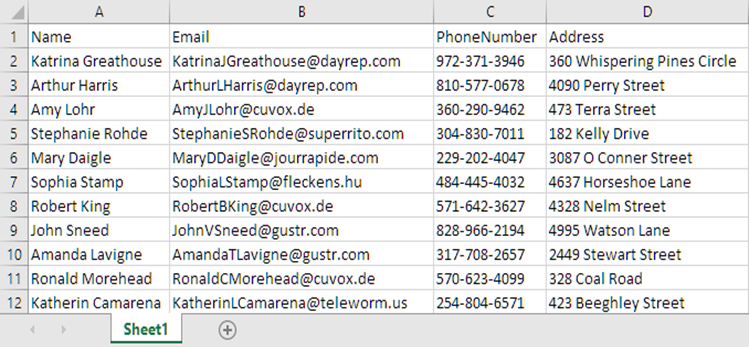 A B C D
1 Name Email PhoneNumber Address
2 Katrina Greathouse KatrinaJGreathouse@dayrep.com 972-371-3946 360 Whispering Pines Circle
3 Arthur Harris ArthurLHarris@dayrep.com 810-577-0678 4090 Perry Street
4 Amy Lohr AmyJLohr@cuvox.de 360-290-9462 473 Terra Street
5 Stephanie Rohde StephanieSRohde@superrito.com 304-830-7011 182 Kelly Drive
6 Mary Daigle MaryDDaigle@jourrapide.com 229-202-4047 3087 O Conner Street
7 Sophia Stamp SophiaLStamp@fleckens.hu 484-445-4032 4637 Horseshoe Lane
8 Robert King RobertBKing@cuvox.de 571-642-3627 4328 Nelm Street
9 John Sneed JohnVSneed@gustr.com 828-966-2194 4995 Watson Lane
10 Amanda Lavigne AmandaTLavigne@gustr.com 317-708-2657 2449 Stewart Street
11 Ronald Morehead RonaldCMorehead@cuvox.de 570-623-4099 328 Coal Road
12 Katherin Camarena KatherinLCamarena@teleworm.us 254-804-6571 423 Beeghley Street
Sheet1